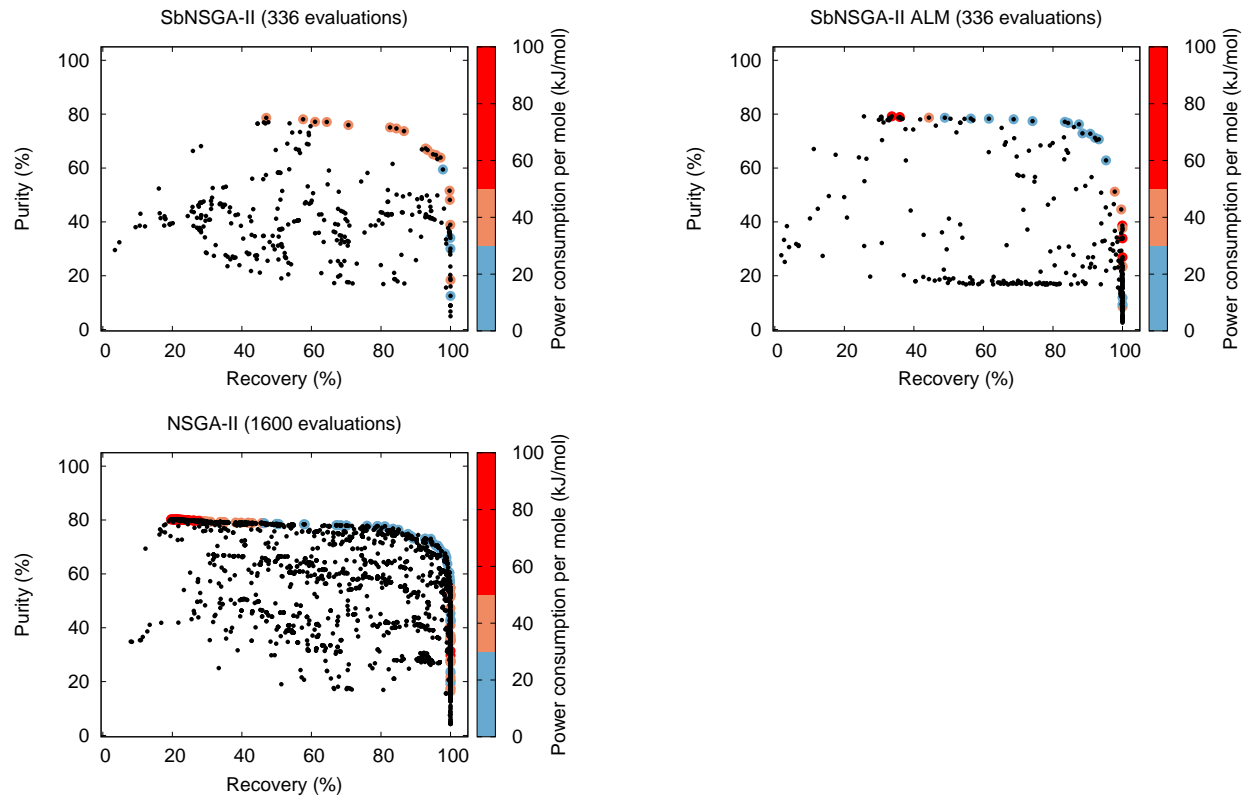 SbNSGA-II (336 evaluations)
100
80
60
40
20
0
0 20 40 60 80 100
Recovery (%)
Purity (%)
0
20
40
60
80
100
Power consumption per mole (kJ/mol)
SbNSGA-II ALM (336 evaluations)
100
80
60
40
20
0
0 20 40 60 80 100
Recovery (%)
Purity (%)
0
20
40
60
80
100
Power consumption per mole (kJ/mol)
NSGA-II (1600 evaluations)
100
80
60
40
20
0
0 20 40 60 80 100
Recovery (%)
Purity (%)
0
20
40
60
80
100
Power consumption per mole (kJ/mol)